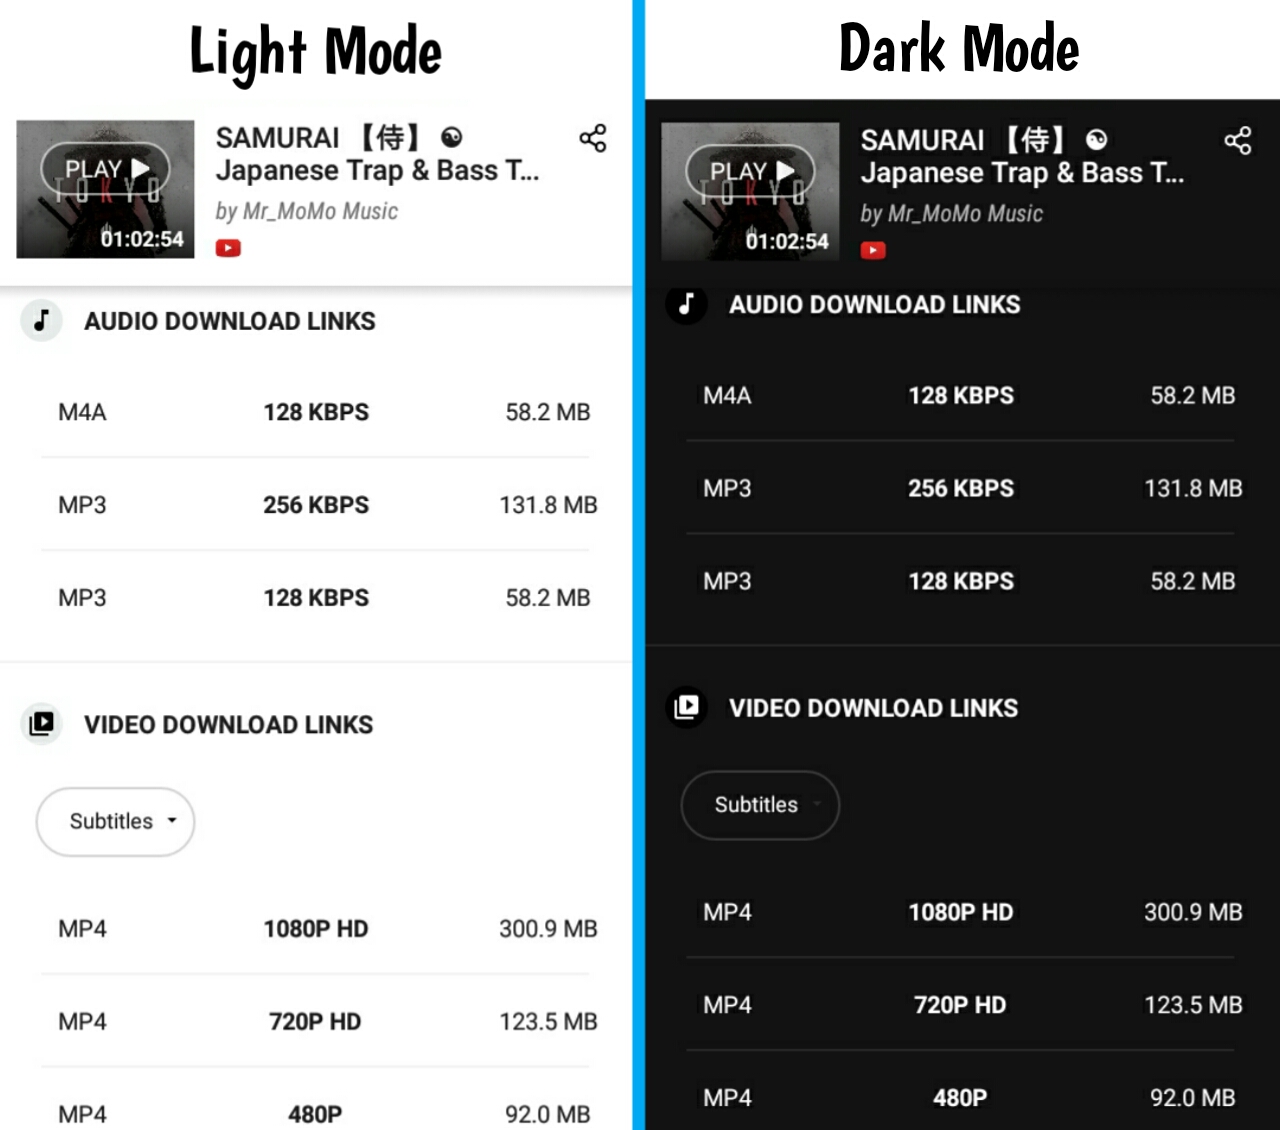 Light Mode
PLAY
TOKYO
01:02:54
SAMURAI 【侍】 ☯
Japanese Trap & Bass T...
by Mr_MoMo Music
AUDIO DOWNLOAD LINKS
M4A 128 KBPS 58.2 MB
MP3 256 KBPS 131.8 MB
MP3 128 KBPS 58.2 MB
VIDEO DOWNLOAD LINKS
Subtitles
MP4 1080P HD 300.9 MB
MP4 720P HD 123.5 MB
MP4 480P 92.0 MB
Dark Mode
PLAY
TOKYO
01:02:54
SAMURAI 【侍】 ☯
Japanese Trap & Bass T...
by Mr_MoMo Music
AUDIO DOWNLOAD LINKS
M4A 128 KBPS 58.2 MB
MP3 256 KBPS 131.8 MB
MP3 128 KBPS 58.2 MB
VIDEO DOWNLOAD LINKS
Subtitles
MP4 1080P HD 300.9 MB
MP4 720P HD 123.5 MB
MP4 480P 92.0 MB